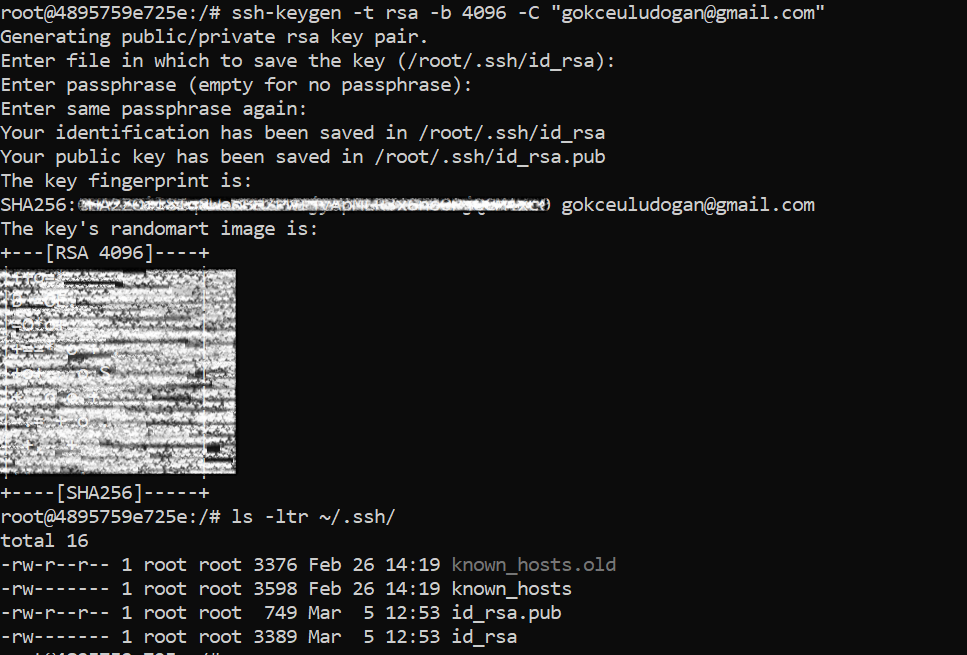 root@4895759e725e:/# ssh-keygen -t rsa -b 4096 -C "gokceuludogan@gmail.com"
Generating public/private rsa key pair.
Enter file in which to save the key (/root/.ssh/id_rsa):
Enter passphrase (empty for no passphrase):
Enter same passphrase again:
Your identification has been saved in /root/.ssh/id_rsa
Your public key has been saved in /root/.ssh/id_rsa.pub
The key fingerprint is:
SHA256: gokceuludogan@gmail.com
The key's randomart image is:
+---[RSA 4096]----+
+----[SHA256]-----+
root@4895759e725e:/# ls -ltr ~/.ssh/
total 16
-rw-r--r-- 1 root root 3376 Feb 26 14:19 known_hosts.old
-rw------- 1 root root 3598 Feb 26 14:19 known_hosts
-rw-r--r-- 1 root root  749 Mar  5 12:53 id_rsa.pub
-rw------- 1 root root 3389 Mar  5 12:53 id_rsa